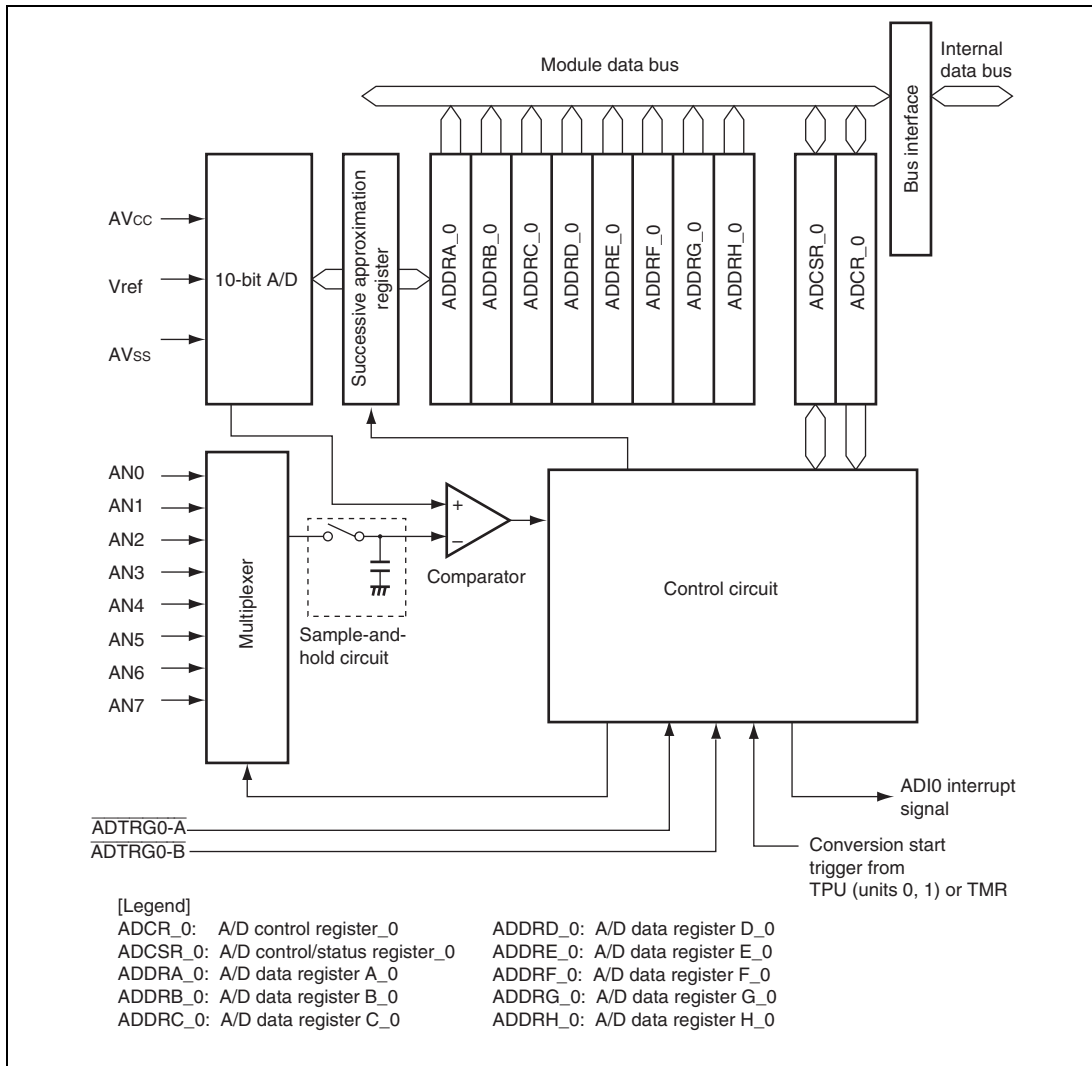 Module data bus
Internal
data bus
Bus interface
AVCC
Vref
AVSS
10-bit A/D
Successive approximation
register
ADDRA_0
ADDRB_0
ADDRC_0
ADDRD_0
ADDRE_0
ADDRF_0
ADDRG_0
ADDRH_0
ADCSR_0
ADCR_0
AN0
AN1
AN2
AN3
AN4
AN5
AN6
AN7
Multiplexer
+
–
Comparator
Sample-and-
hold circuit
Control circuit
ADI0 interrupt
signal
ADTRG0-A
ADTRG0-B
Conversion start
trigger from
TPU (units 0, 1) or TMR
[Legend]
ADCR_0: A/D control register_0
ADCSR_0: A/D control/status register_0
ADDRA_0: A/D data register A_0
ADDRB_0: A/D data register B_0
ADDRC_0: A/D data register C_0
ADDRD_0: A/D data register D_0
ADDRE_0: A/D data register E_0
ADDRF_0: A/D data register F_0
ADDRG_0: A/D data register G_0
ADDRH_0: A/D data register H_0